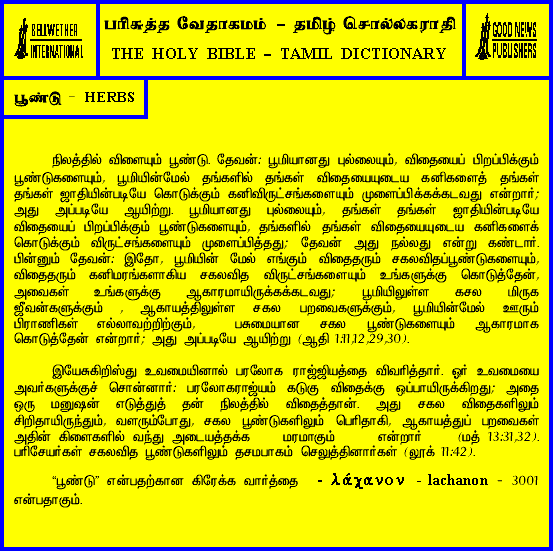 BELLWETHER
INTERNATIONAL
பரிசுத்த வேதாகமம் – தமிழ் சொல்லகராதி
THE HOLY BIBLE – TAMIL DICTIONARY
GOOD NEWS
PUBLISHERS
பூண்டு - HERBS
நிலத்தில் விளையும் பூண்டு. தேவன்: பூமியானது புல்லையும், விதையைப் பிறப்பிக்கும்
பூண்டுகளையும், பூமியின்மேல் தங்களில் தங்கள் விதையையுடைய கனிகளைத் தங்கள்
தங்கள் ஜாதியின்படியே கொடுக்கும் கனிவிருட்சங்களையும் முளைப்பிக்கக்கடவது என்றார்;
அது அப்படியே ஆயிற்று. பூமியானது புல்லையும், தங்கள் தங்கள் ஜாதியின்படியே
விதையைப் பிறப்பிக்கும் பூண்டுகளையும், தங்களில் தங்கள் விதையையுடைய கனிகளைக்
கொடுக்கும் விருட்சங்களையும் முளைப்பித்தது; தேவன் அது நல்லது என்று கண்டார்.
பின்னும் தேவன்: இதோ, பூமியின் மேல் எங்கும் விதைதரும் சகலவிதப்பூண்டுகளையும்,
விதைதரும் கனிமரங்களாகிய சகலவித விருட்சங்களையும் உங்களுக்கு கொடுத்தேன்,
அவைகள் உங்களுக்கு ஆகாரமாயிருக்கக்கடவது; பூமியிலுள்ள கசல மிருக
ஜீவன்களுக்கும் , ஆகாயத்திலுள்ள சகல பறவைகளுக்கும், பூமியின்மேல் ஊரும்
பிராணிகள் எல்லாவற்றிற்கும், பசுமையான சகல பூண்டுகளையும் ஆகாரமாக
கொடுத்தேன் என்றார்; அது அப்படியே ஆயிற்று (ஆதி 1:11,12,29,30).
இயேசுகிறிஸ்து உவமையினால் பரலோக ராஜ்ஜியத்தை விவரித்தார். ஓர் உவமையை
அவர்களுக்குச் சொன்னார்: பரலோகராஜ்யம் கடுகு விதைக்கு ஒப்பாயிருக்கிறது; அதை
ஒரு மனுஷன் எடுத்துத் தன் நிலத்தில் விதைத்தான். அது சகல விதைகளிலும்
சிறிதாயிருந்தும், வளரும்போது, சகல பூண்டுகளிலும் பெரிதாகி, ஆகாயத்துப் பறவைகள்
அதின் கிளைகளில் வந்து அடையத்தக்க மரமாகும் என்றார் (மத் 13:31,32).
பரிசேயர்கள் சகலவித பூண்டுகளிலும் தசமபாகம் செலுத்தினார்கள் (லூக் 11:42).
“பூண்டு” என்பதற்கான கிரேக்க வார்த்தை - λάχανον - lachanon - 3001
என்பதாகும்.